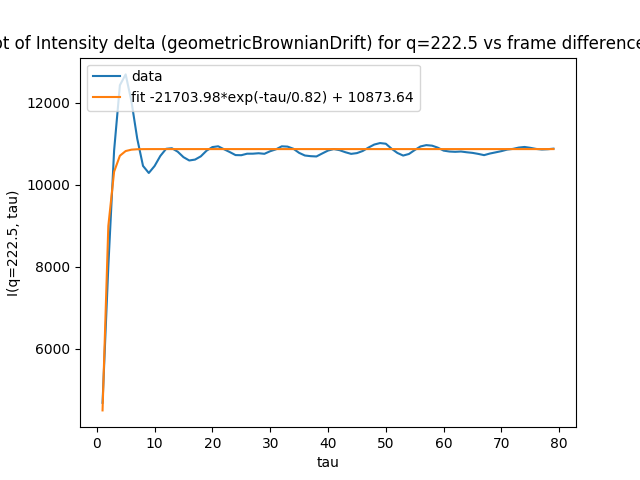 ot of Intensity delta (geometricBrownianDrift) for q=222.5 vs frame difference
data
fit -21703.98*exp(-tau/0.82) + 10873.64
12000
10000
8000
6000
I(q=222.5, tau)
0 10 20 30 40 50 60 70 80
tau